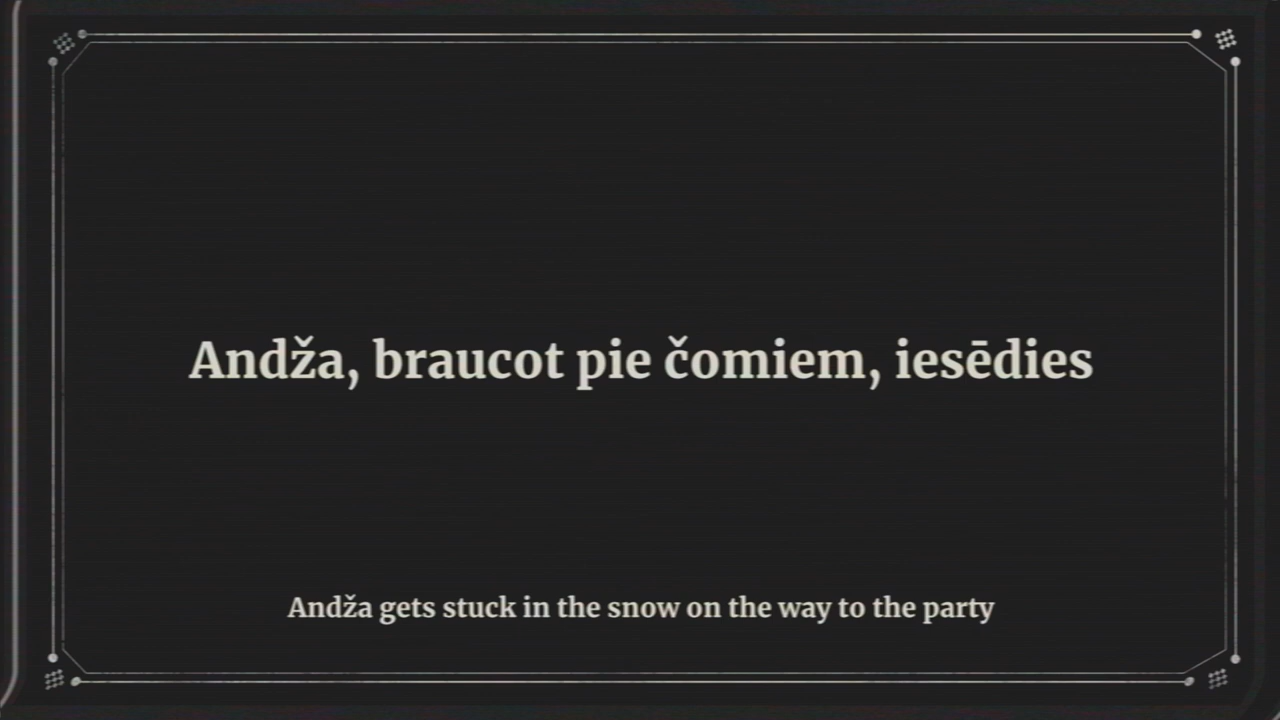 Andža, braucot pie čomiem, iesēdies
Andža gets stuck in the snow on the way to the party